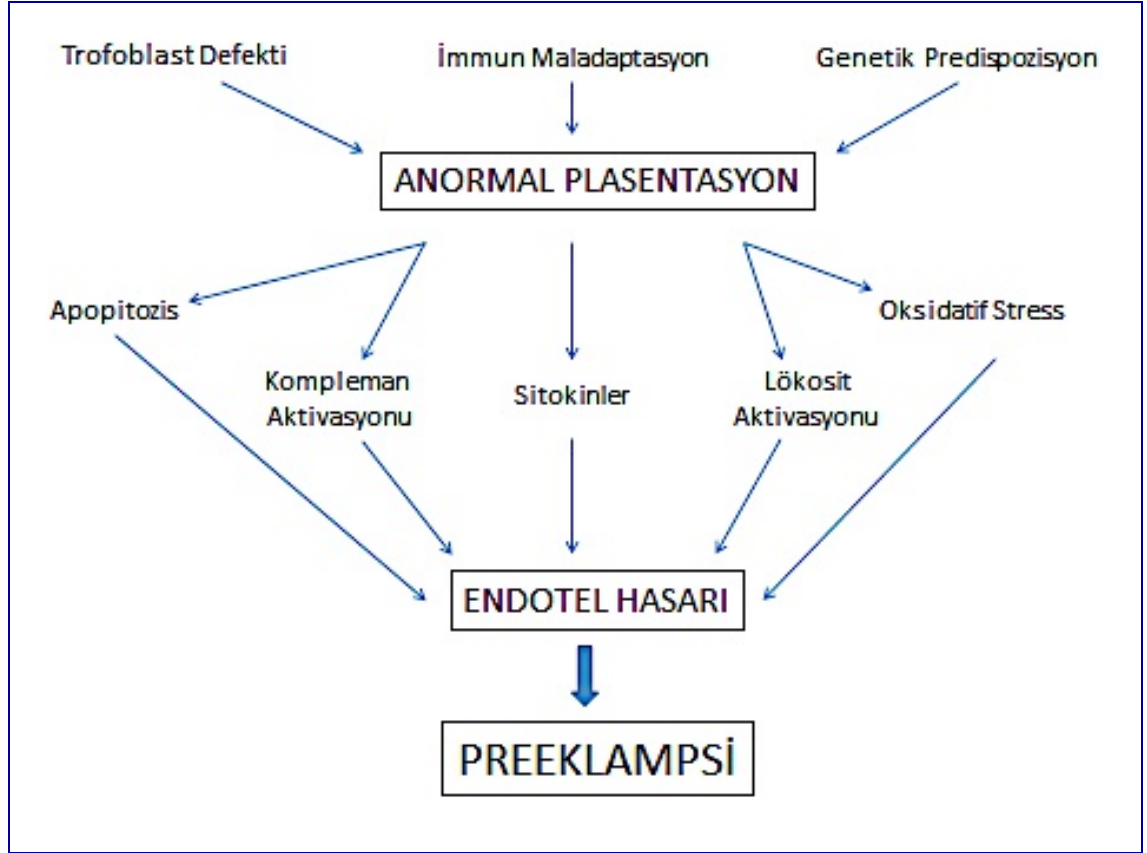 Trofoblast Defekti
İmmun Maladaptasyon
Genetik Predispozisyon
ANORMAL PLASENTASYON
Apopitozis
Oksidatif Stress
Kompleman
Aktivasyonu
Sitokinler
Lökosit
Aktivasyonu
ENDOTEL HASARI
PREEKLAMPSİ